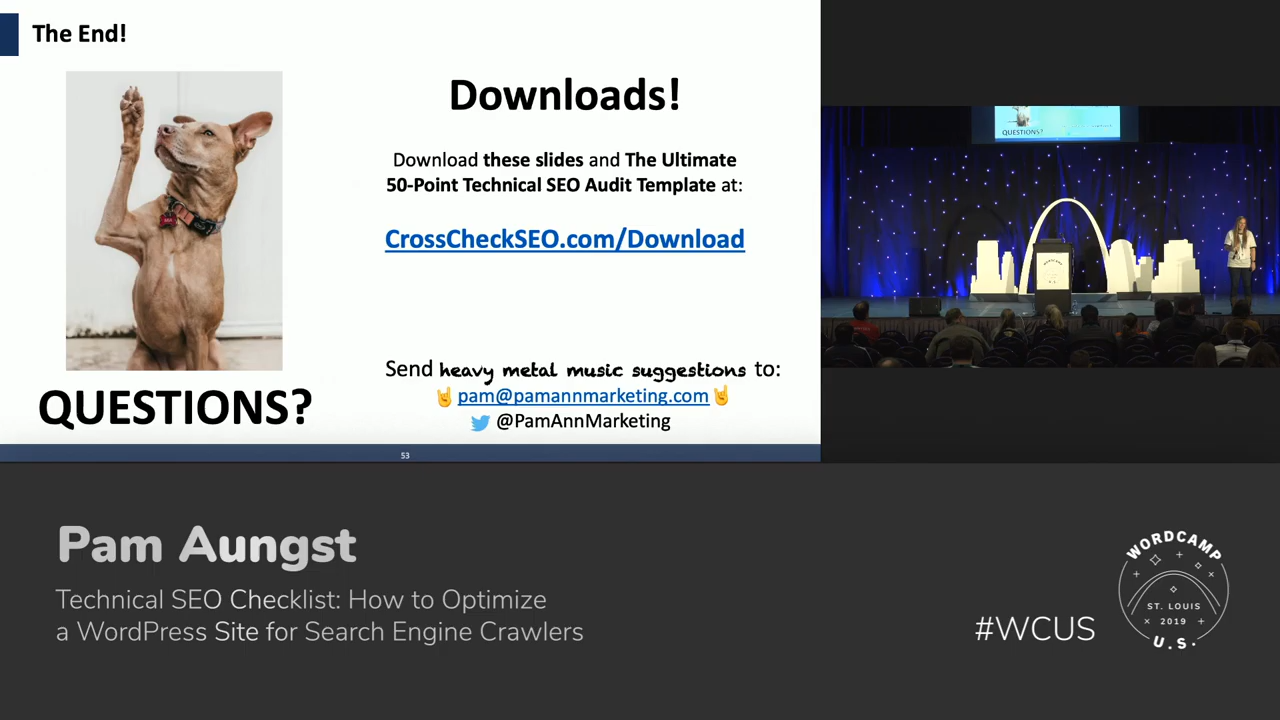 The End!
QUESTIONS?
Downloads!
Download these slides and The Ultimate
50-Point Technical SEO Audit Template at:
CrossCheckSEO.com/Download
Send heavy metal music suggestions to:
🤘 pam@pamannmarketing.com 🤘
@PamAnnMarketing
53
QUESTIONS?
Pam Aungst
Technical SEO Checklist: How to Optimize
a WordPress Site for Search Engine Crawlers
#WCUS
WORDCAMP
ST. LOUIS
2019
U.S.